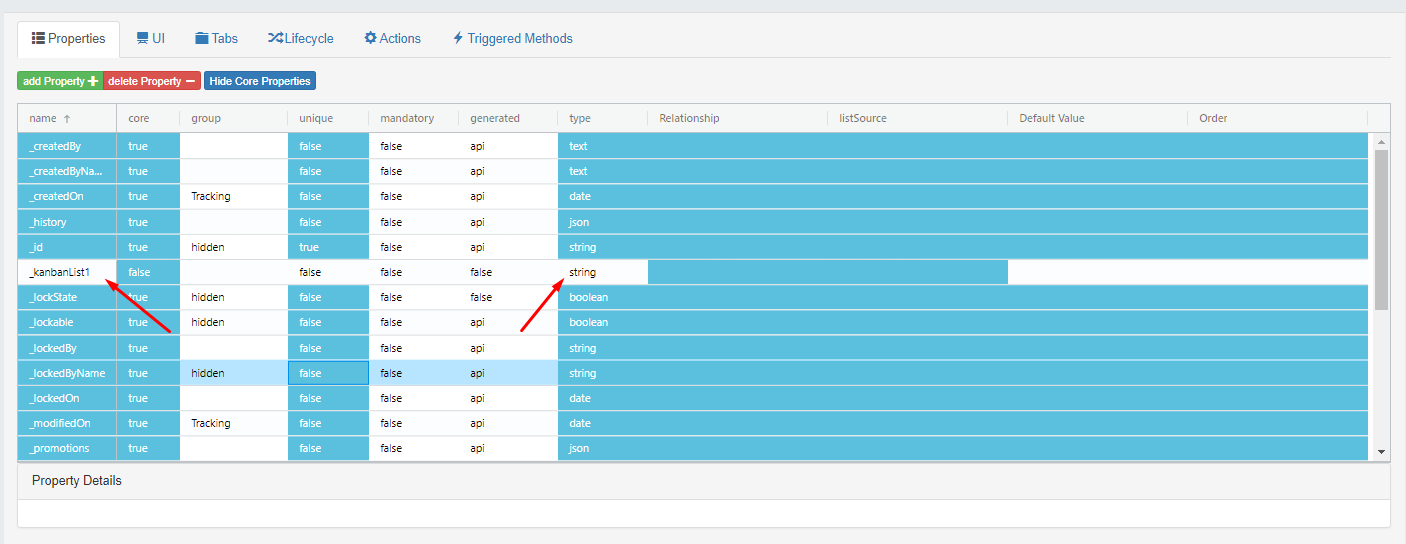 Properties UI Tabs Lifecycle Actions Triggered Methods
add Property delete Property Hide Core Properties
name core group unique mandatory generated type Relationship listSource Default Value Order
_createdBy true false false api text
_createdByNa... true false false api text
_createdOn true Tracking false false api date
_history true false false api json
_id true hidden true false api string
_kanbanList1 false false false false string
_lockState true hidden false false false boolean
_lockable true hidden false false api boolean
_lockedBy true false false api string
_lockedByName true hidden false false api string
_lockedOn true false false api date
_modifiedOn true Tracking false false api date
_promotions true false false api json
Property Details